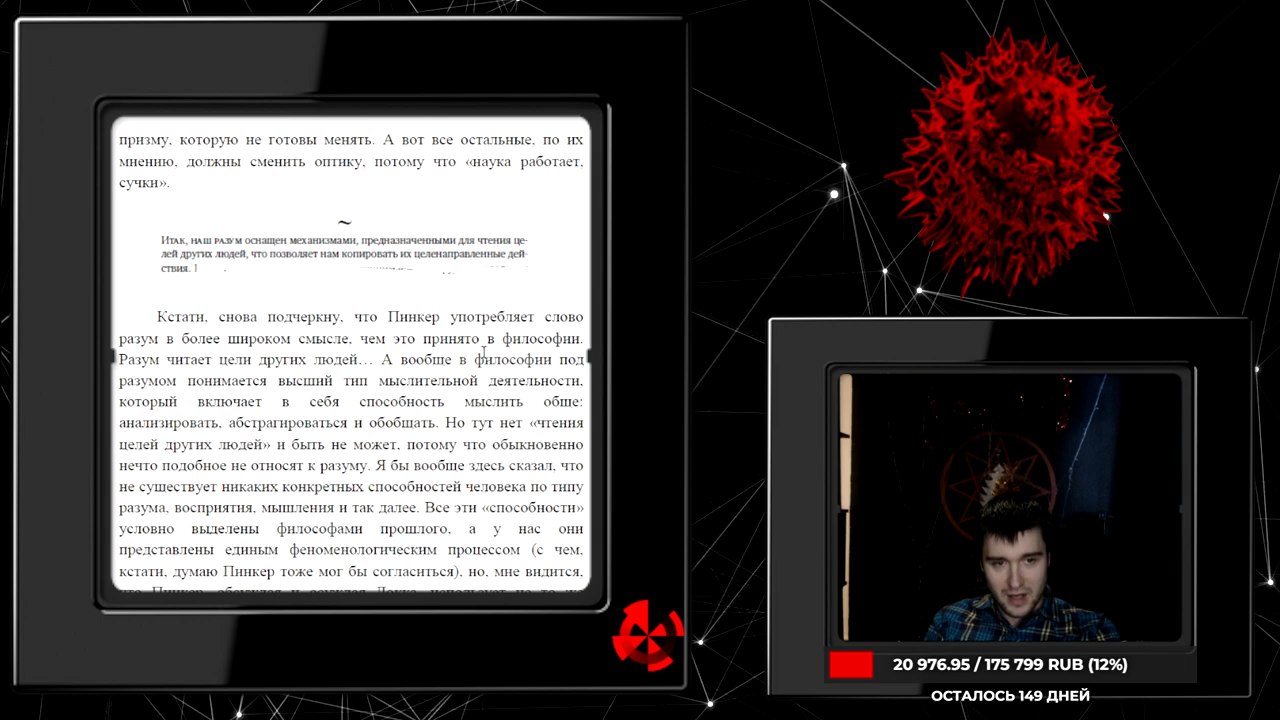 призму, которую не готовы менять. А вот все остальные, по их
мнению, должны сменить оптику, потому что «наука работает,
сучки».
~
Итак, наш разум оснащен механизмами, предназначенными для чтения це-
лей других людей, что позволяет нам копировать их целенаправленные дей-
ствия.
Кстати, снова подчеркну, что Пинкер употребляет слово
разум в более широком смысле, чем это принято в философии.
Разум читает цели других людей… А вообще в философии под
разумом понимается высший тип мыслительной деятельности,
который включает в себя способность мыслить обще:
анализировать, абстрагироваться и обобщать. Но тут нет «чтения
целей других людей» и быть не может, потому что обыкновенно
нечто подобное не относят к разуму. Я бы вообще здесь сказал, что
не существует никаких конкретных способностей человека по типу
разума, восприятия, мышления и так далее. Все эти «способности»
условно выделены философами прошлого, а у нас они
представлены единым феноменологическим процессом (с чем,
кстати, думаю Пинкер тоже мог бы согласиться), но, мне видится,
20 976.95 / 175 799 RUB (12%)
ОСТАЛОСЬ 149 ДНЕЙ